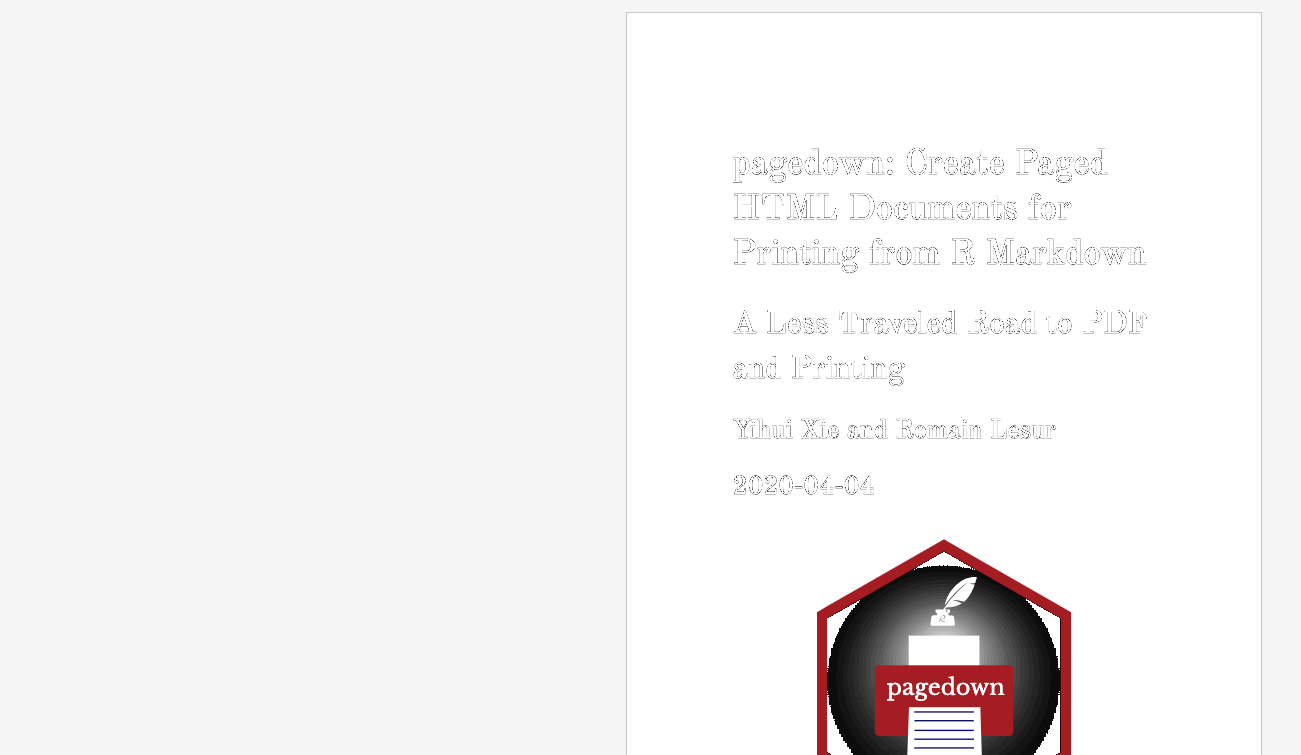 pagedown: Create Paged
HTML Documents for
Printing from R Markdown
A Less Traveled Road to PDF
and Printing
Yihui Xie and Romain Lesur
2020-04-04
R
pagedown